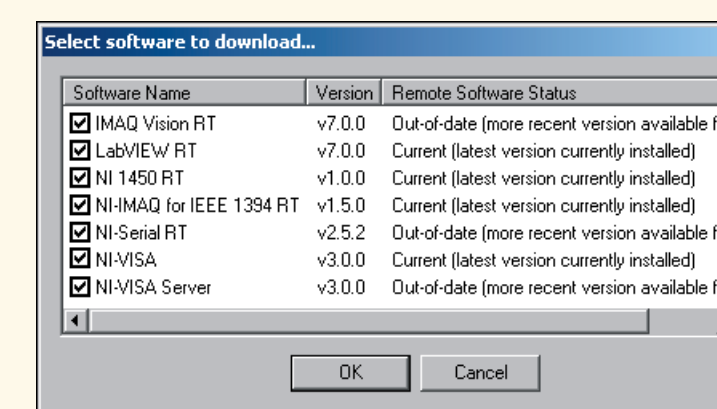 Select software to download...
Software Name Version Remote Software Status
IMAQ Vision RT v7.0.0 Out-of-date (more recent version available
LabVIEW RT v7.0.0 Current (latest version currently installed)
NI 1450 RT v1.0.0 Current (latest version currently installed)
NI-IMAQ for IEEE 1394 RT v1.5.0 Current (latest version currently installed)
NI-Serial RT v2.5.2 Out-of-date (more recent version available
NI-VISA v3.0.0 Current (latest version currently installed)
NI-VISA Server v3.0.0 Out-of-date (more recent version available
OK Cancel